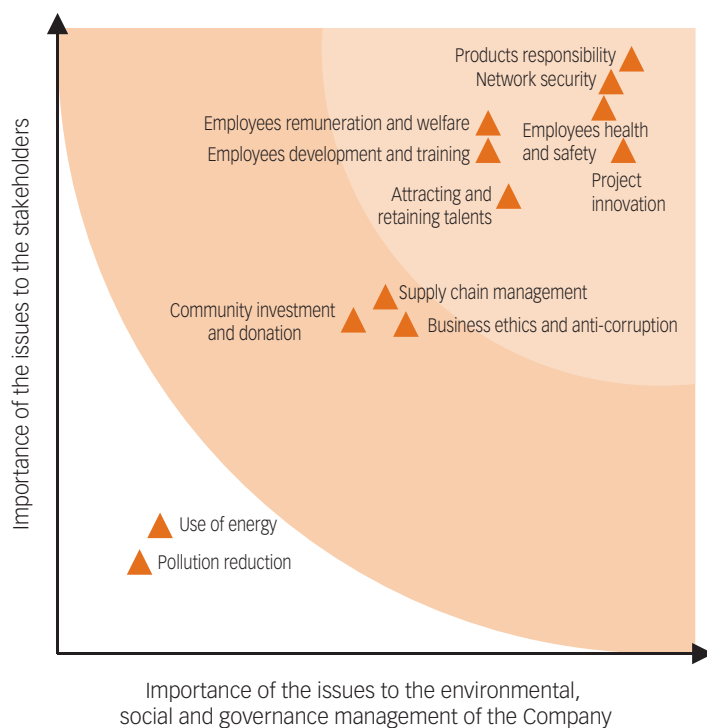 Importance of the issues to the stakeholders
Products responsibility
Network security
Employees remuneration and welfare
Employees health
and safety
Employees development and training
Project
innovation
Attracting and
retaining talents
Supply chain management
Community investment
and donation
Business ethics and anti-corruption
Use of energy
Pollution reduction
Importance of the issues to the environmental,
social and governance management of the Company